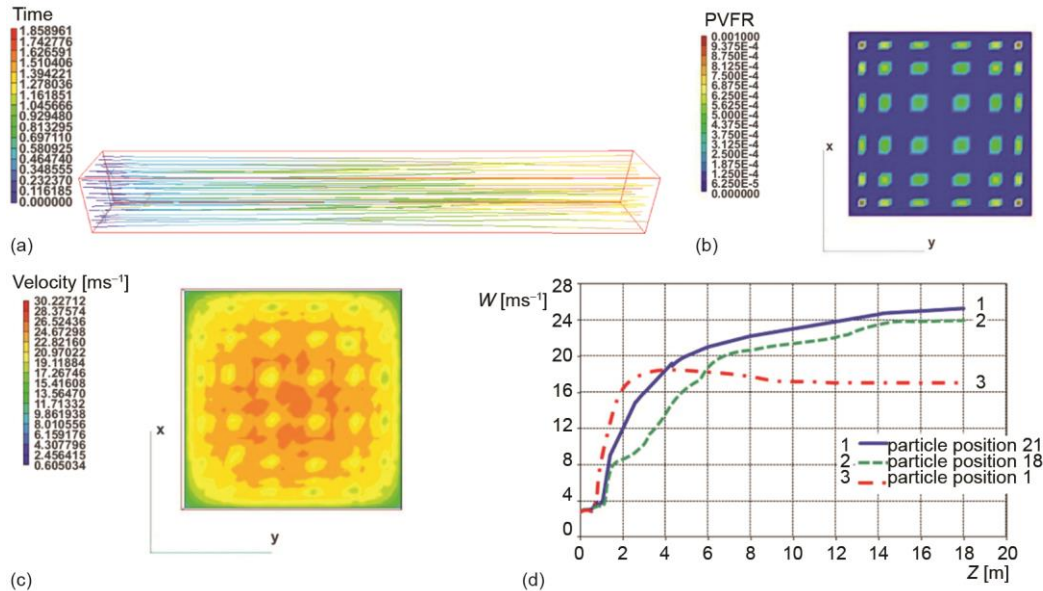 Time
1.858961
1.742776
1.626591
1.510406
1.394221
1.278036
1.161851
1.045666
0.929480
0.813295
0.697110
0.580925
0.464740
0.348555
0.232370
0.116185
0.000000
(a)
PVFR
0.001000
9.375E-4
8.750E-4
8.125E-4
7.500E-4
6.875E-4
6.250E-4
5.625E-4
5.000E-4
4.375E-4
3.750E-4
3.125E-4
2.500E-4
1.875E-4
1.250E-4
6.250E-5
0.000000
x
y
(b)
Velocity [ms⁻¹]
30.22712
28.37574
26.52436
24.67298
22.82160
20.97022
19.11884
17.26746
15.41608
13.56470
11.71332
9.861938
8.010556
6.159176
4.307796
2.456415
0.605034
x
y
(c)
W [ms⁻¹]
28
24
20
16
12
8
4
0
0 2 4 6 8 10 12 14 16 18 20
Z [m]
1
2
3
1 particle position 21
2 particle position 18
3 particle position 1
(d)